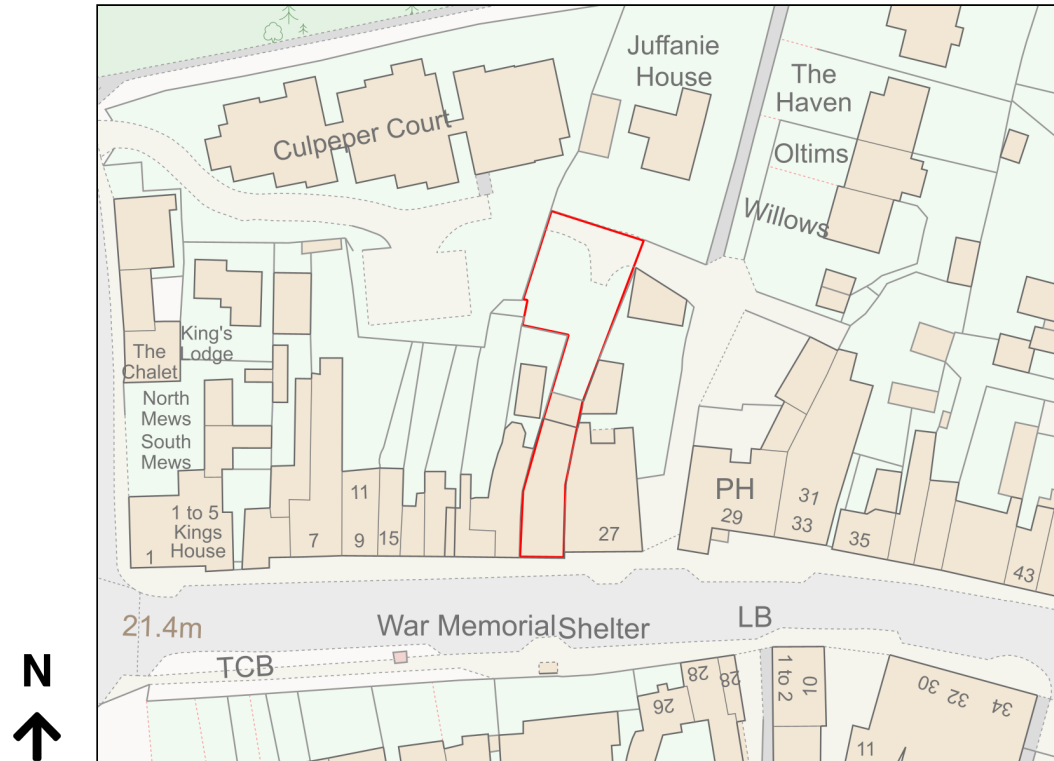 Juffanie
House
The
Haven
Culpeper Court
Oltims
Willows
King's
Lodge
The
Chalet
North
Mews
South
Mews
1 to 5
Kings
House
1
7
11
9
15
27
PH
29
31
33
35
43
21.4m
War Memorial
Shelter
LB
TCB
N
26
28
28
1 to 2
10
11
30
32
34